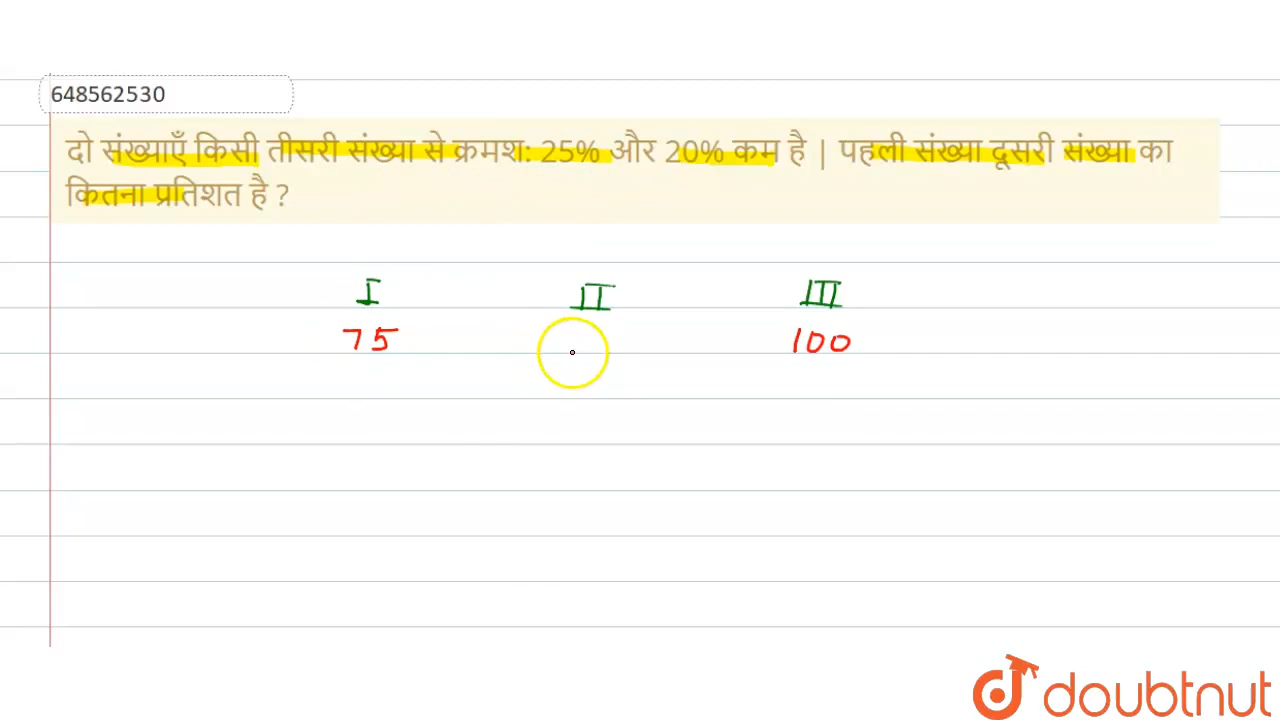 648562530
दो संख्याएँ किसी तीसरी संख्या से क्रमश: 25% और 20% कम है | पहली संख्या दूसरी संख्या का
कितना प्रतिशत है ?
I II III
75 100
doubtnut